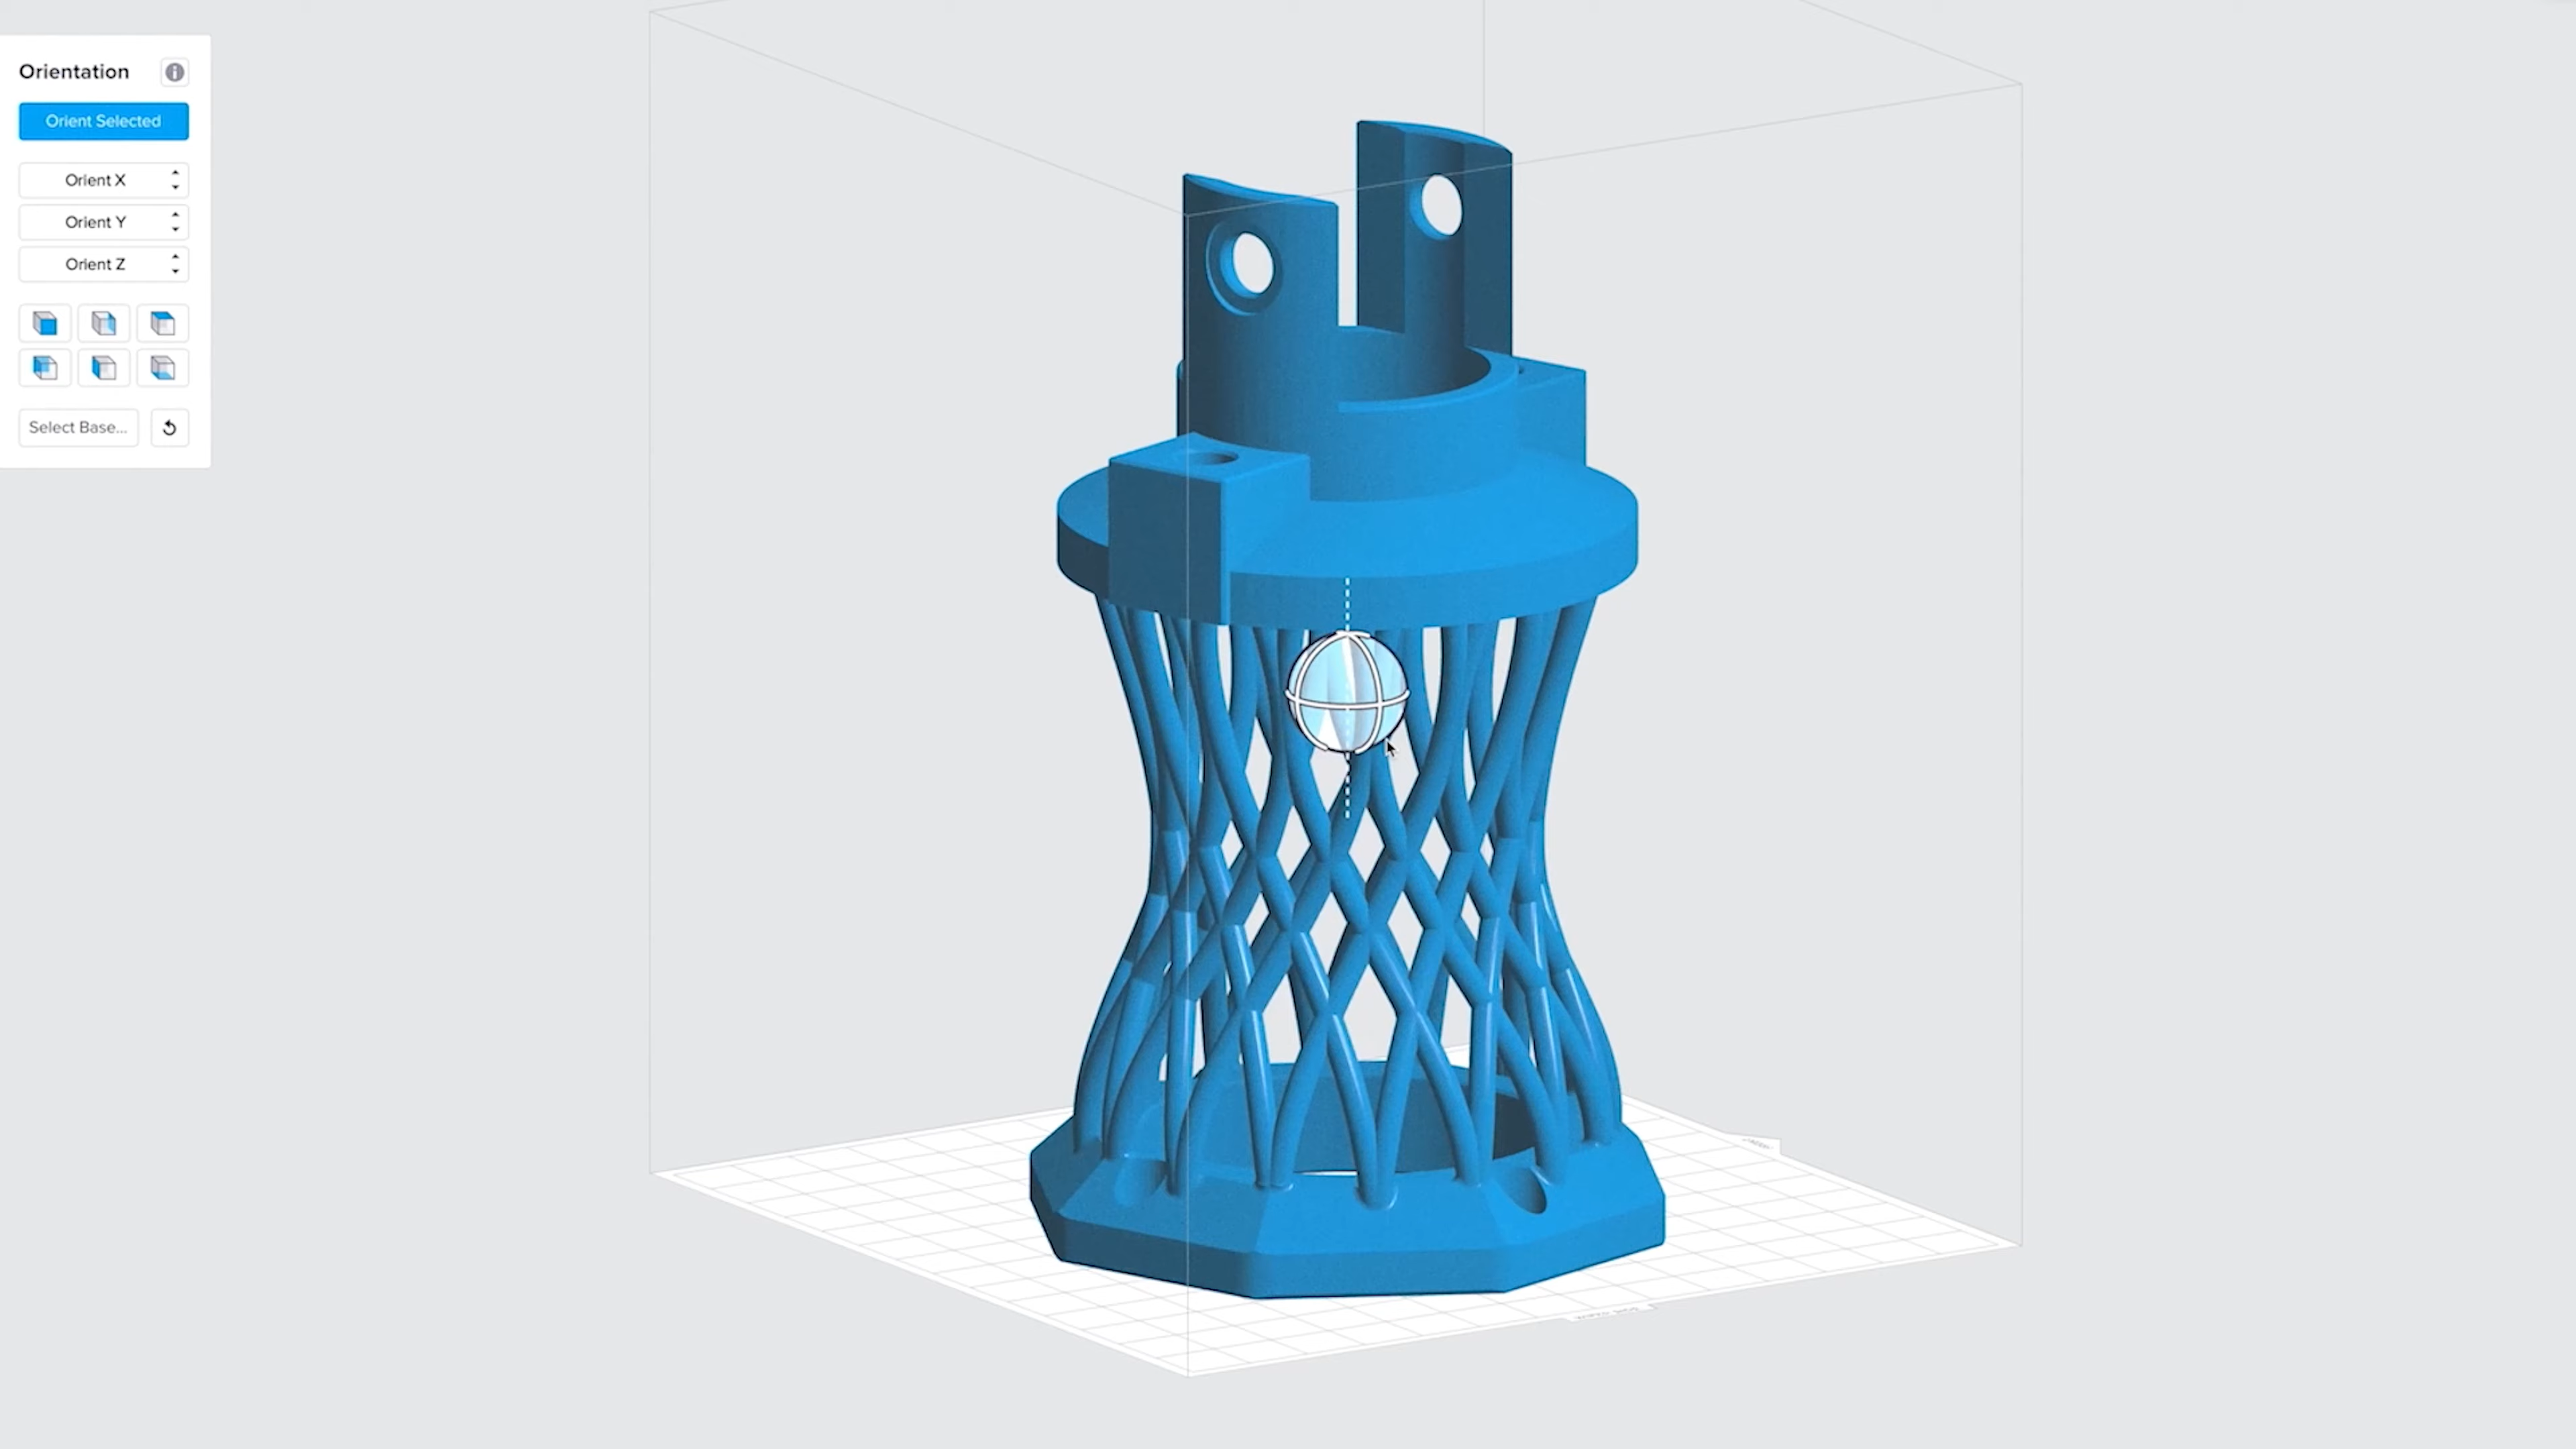 Orientation
Orient Selected
Orient X
Orient Y
Orient Z
Select Base...